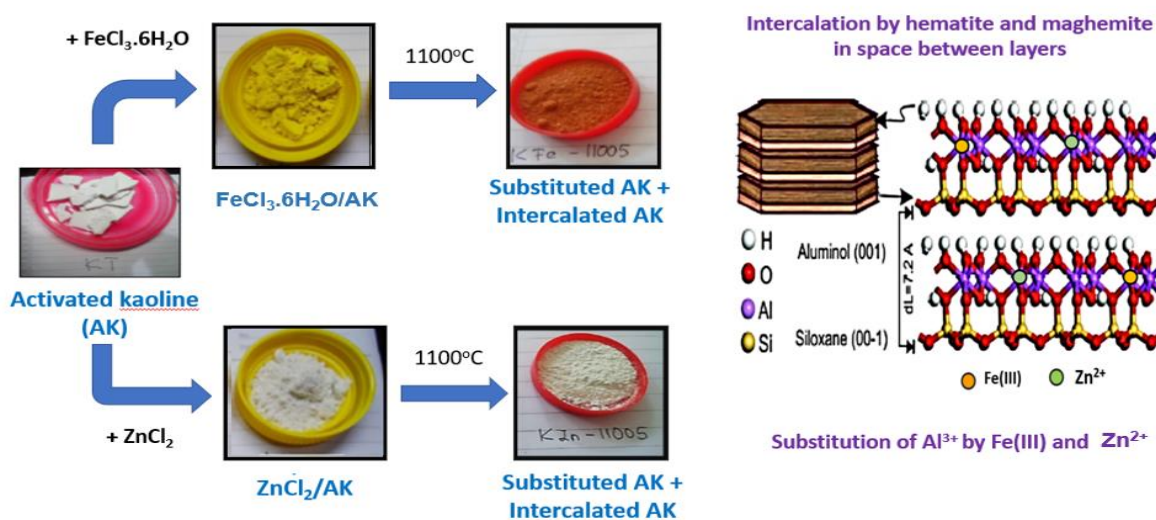 + FeCl₃.6H₂O
1100°C
KFe-11005
FeCl₃.6H₂O/AK
Substituted AK +
Intercalated AK
KT
Activated kaoline
(AK)
+ ZnCl₂
1100°C
KZn-11005
ZnCl₂/AK
Substituted AK +
Intercalated AK
Intercalation by hematite and maghemite
in space between layers
H
O
Al
Si
Aluminol (001)
dL=7.2 A
Siloxane (00-1)
Fe(III)
Zn²⁺
Substitution of Al³⁺ by Fe(III) and Zn²⁺